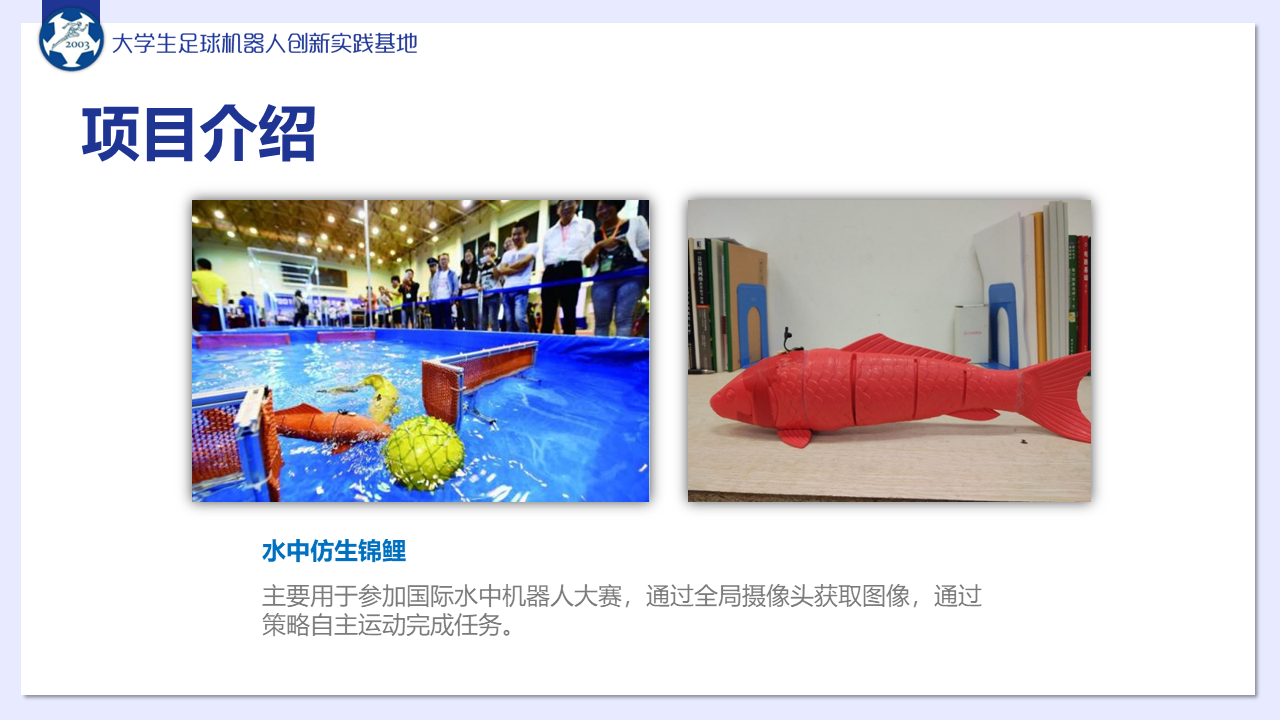 2003
大学生足球机器人创新实践基地
项目介绍
水中仿生锦鲤
主要用于参加国际水中机器人大赛，通过全局摄像头获取图像，通过
策略自主运动完成任务。